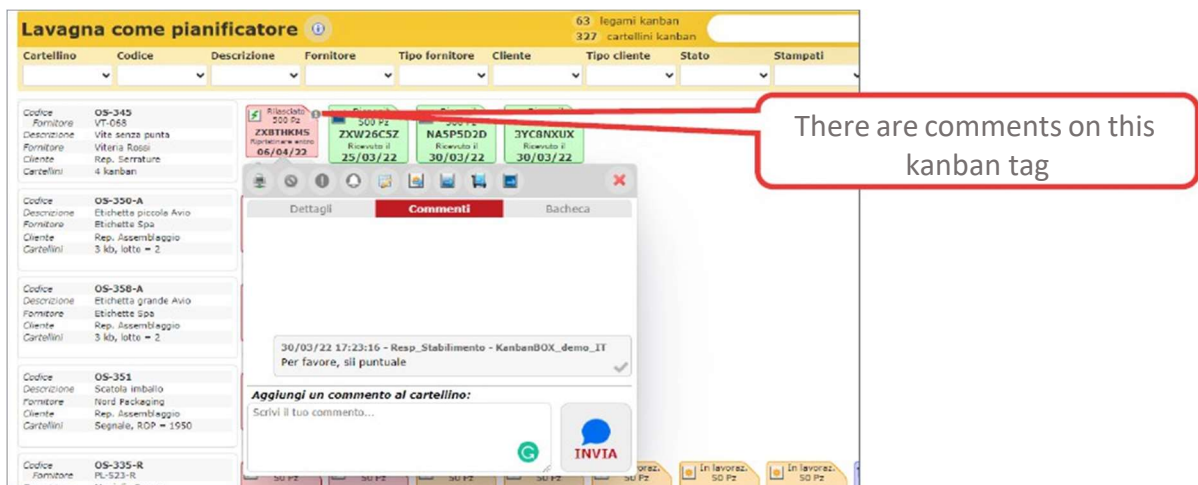 Lavagna come pianificatore
63 legami kanban
327 cartellini kanban
Cartellino Codice Descrizione Fornitore Tipo fornitore Cliente Tipo cliente Stato Stampati
Codice OS-345
Fornitore VT-068
Descrizione Vite senza punta
Fornitore Viteria Rossi
Cliente Rep. Serrature
Cartellini 4 kanban
Rilasciato
500 Pz
ZXBTHKMS
Ripristinare entro
06/04/22
500 Pz
ZXW26C5Z
Ricevuto il
25/03/22
NASP5D2D
Ricevuto il
30/03/22
3YC8NXUX
Ricevuto il
30/03/22
There are comments on this
kanban tag
Dettagli Commenti Bacheca
Codice OS-350-A
Descrizione Etichetta piccola Avio
Fornitore Etichette Spa
Cliente Rep. Assemblaggio
Cartellini 3 kb, lotto = 2
Codice OS-358-A
Descrizione Etichetta grande Avio
Fornitore Etichette Spa
Cliente Rep. Assemblaggio
Cartellini 3 kb, lotto = 2
30/03/22 17:23:16 - Resp_Stabilimento - KanbanBOX_demo_IT
Per favore, sii puntuale
Codice OS-351
Descrizione Scatola imballo
Fornitore Nord Packaging
Cliente Rep. Assemblaggio
Cartellini Segnale, ROP = 1950
Aggiungi un commento al cartellino:
Scrivi il tuo commento...
INVIA
Codice OS-335-R
Fornitore PL-523-R
50 Pz
50 Pz
50 Pz
50 Pz
50 Pz
In lavoraz.
50 Pz
In lavoraz.
50 Pz